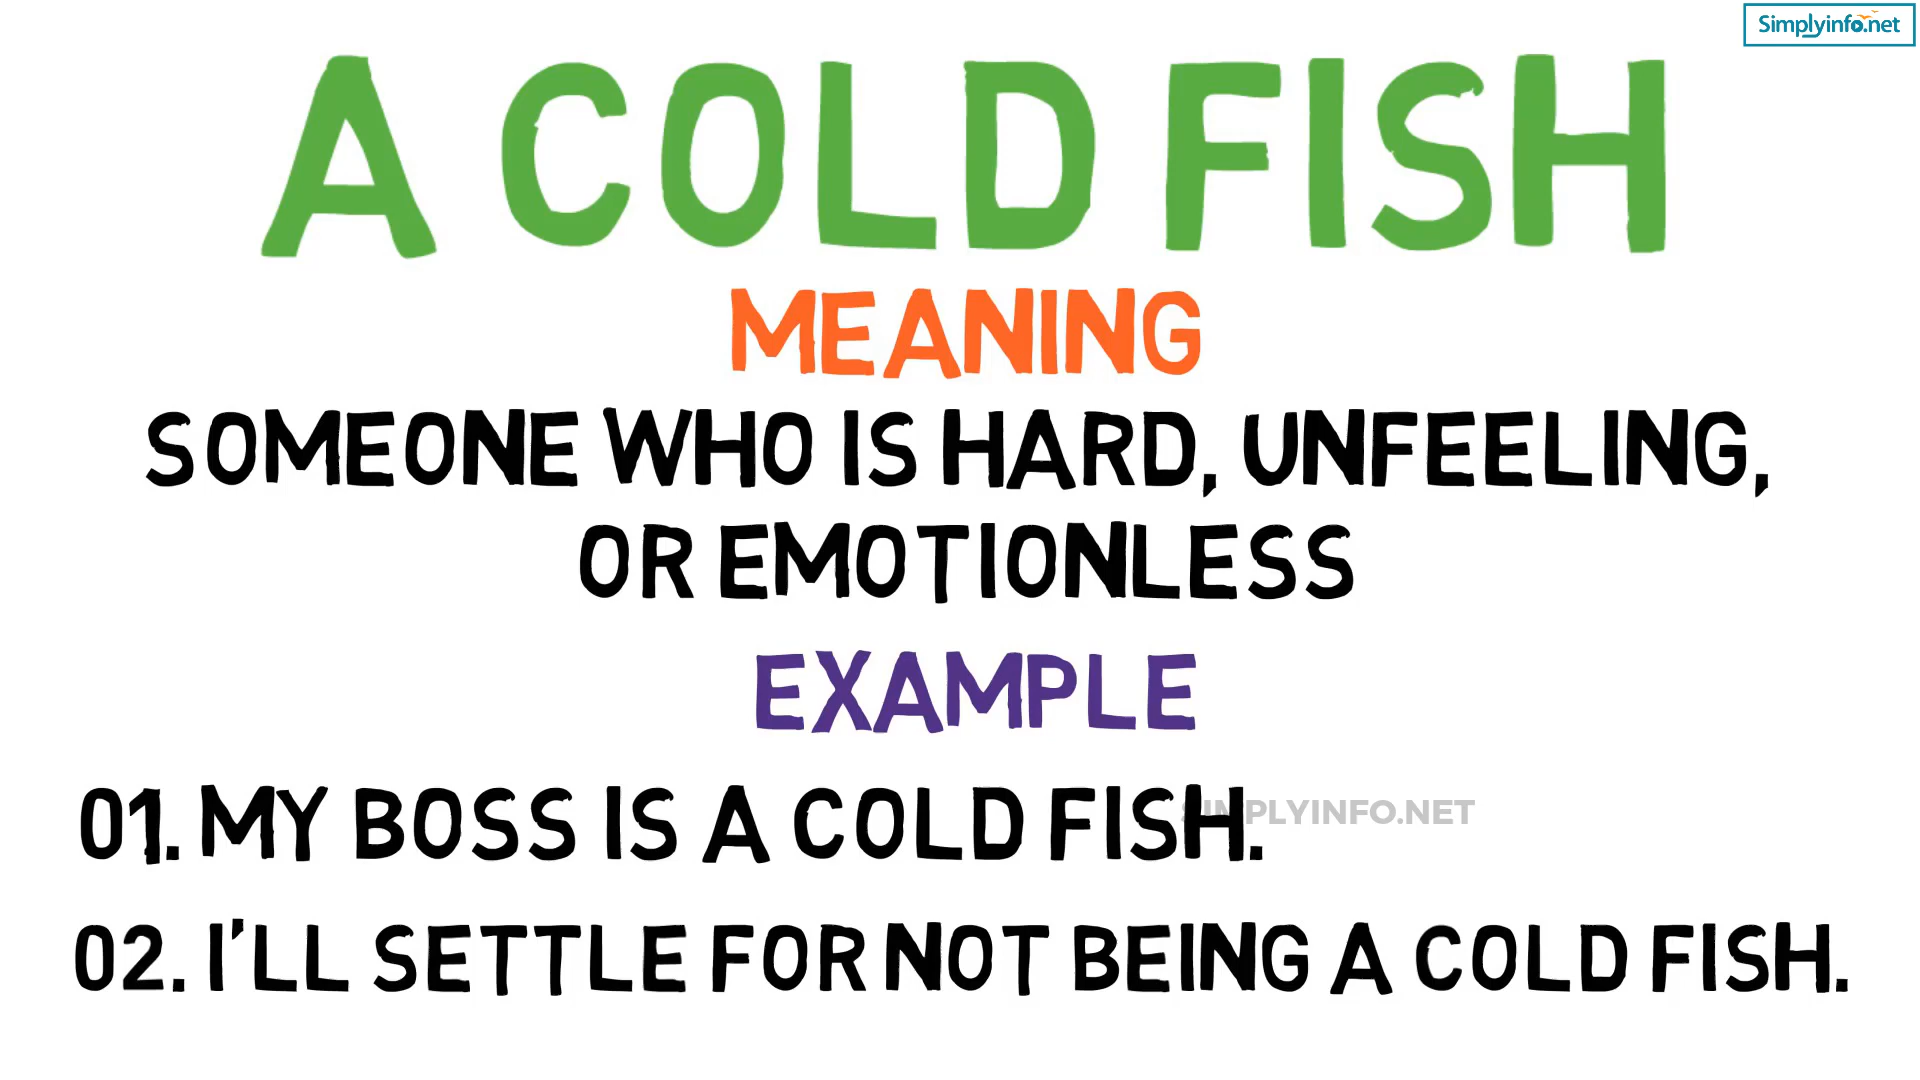 Simplyinfo.net
A COLD FISH
MEANING
SOMEONE WHO IS HARD, UNFEELING,
OR EMOTIONLESS
EXAMPLE
01. MY BOSS IS A COLD FISH.
SIMPLYINFO.NET
02. I'LL SETTLE FOR NOT BEING A COLD FISH.